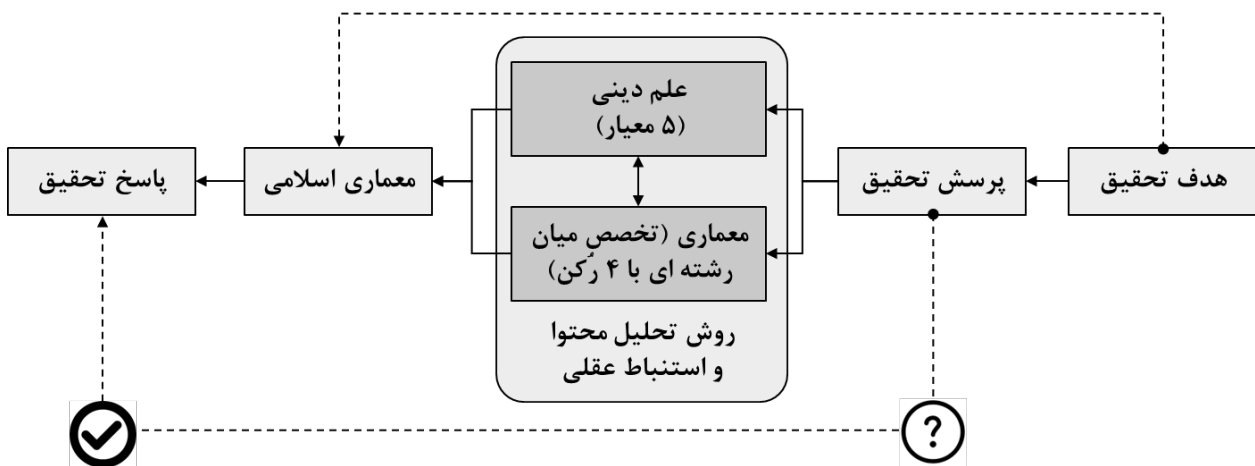 هدف تحقیق
پرسش تحقیق
علم دینی
(۵ معیار)
معماری (تخصصِ میان
رشته ای با ۴ رُکن)
روش تحلیل محتوا
و استنباط عقلی
معماری اسلامی
پاسخ تحقیق
?